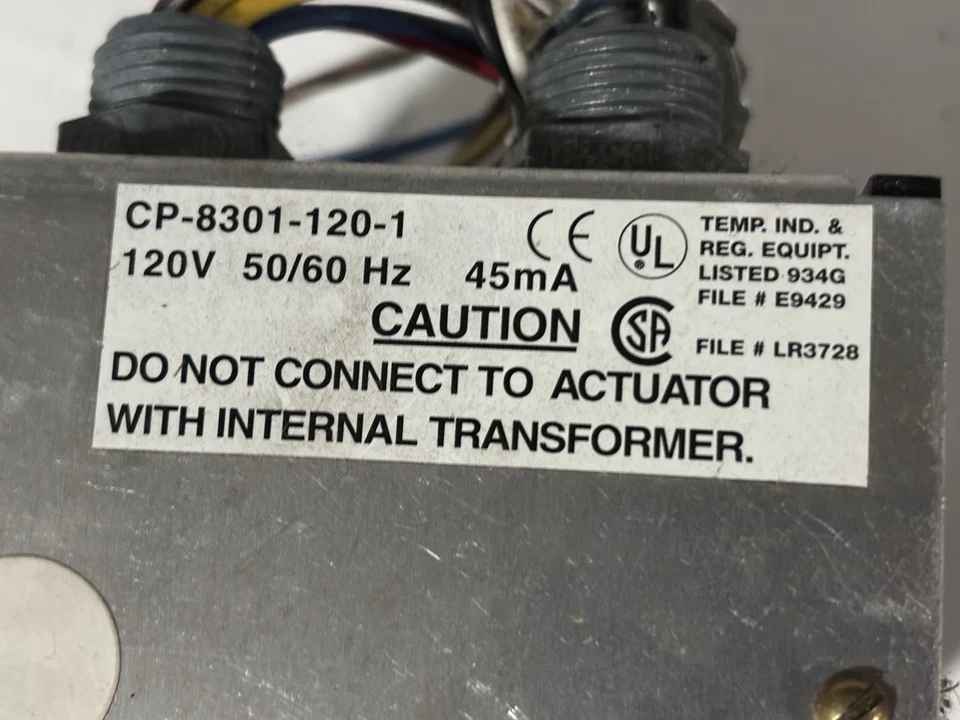 CP-8301-120-1
120V 50/60 Hz 45mA
CE
UL
®
TEMP. IND. &
REG. EQUIPT.
LISTED 934G
FILE # E9429
CAUTION
SA
FILE # LR3728
DO NOT CONNECT TO ACTUATOR
WITH INTERNAL TRANSFORMER.